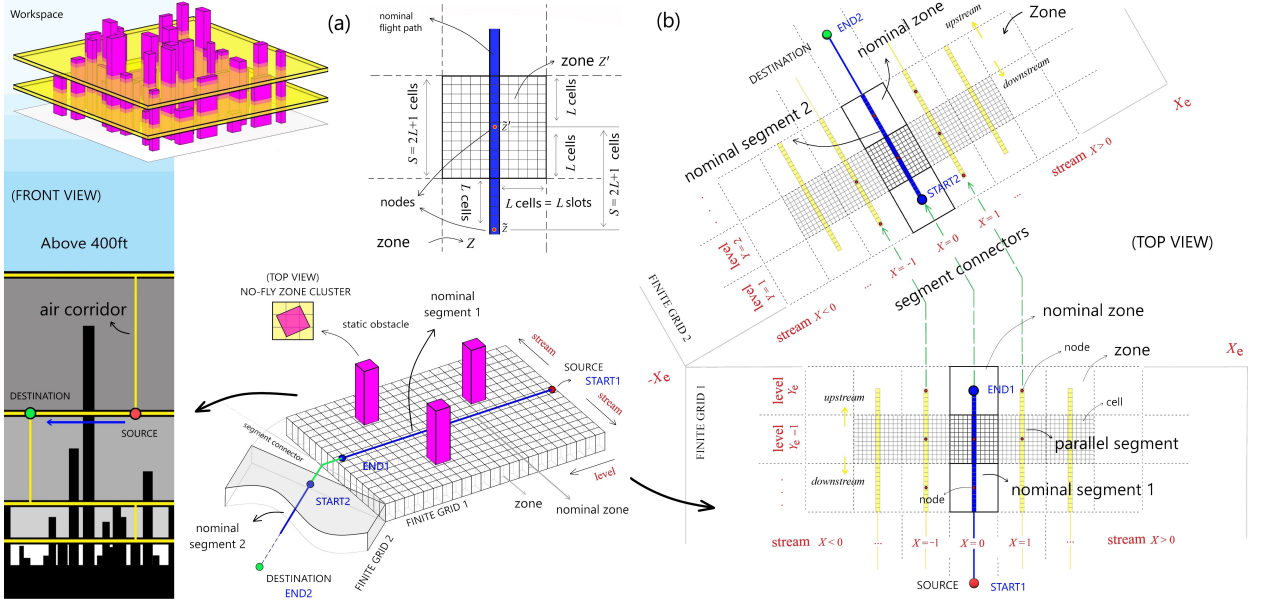 Workspace
(FRONT VIEW)
Above 400ft
air corridor
DESTINATION
SOURCE
(a)
nominal
flight path
zone Z′
S = 2L+1 cells
L cells
z̃′
L cells
S = 2L+1 cells
nodes
L cells
L cells = L slots
z̃
zone
Z
(TOP VIEW)
NO-FLY ZONE CLUSTER
static obstacle
nominal
segment 1
stream
SOURCE
START1
stream
level
segment connector
END1
START2
zone
nominal zone
FINITE GRID 1
nominal
segment 2
FINITE GRID 2
DESTINATION
END2
(b)
END2
DESTINATION
nominal zone
upstream
Zone
downstream
Xe
nominal segment 2
stream X > 0
START2
...
X = 1
X = 0
X = -1
...
stream X < 0
. . .
level
Y = 2
level
Y = 1
segment connectors
(TOP VIEW)
FINITE GRID 2
-Xe
Xe
nominal zone
node
zone
FINITE GRID 1
level
Ye
upstream
END1
cell
level
Ye − 1
parallel segment
downstream
. . .
node
nominal segment 1
stream X < 0
...
X = -1
X = 0
X = 1
...
stream X > 0
SOURCE
START1